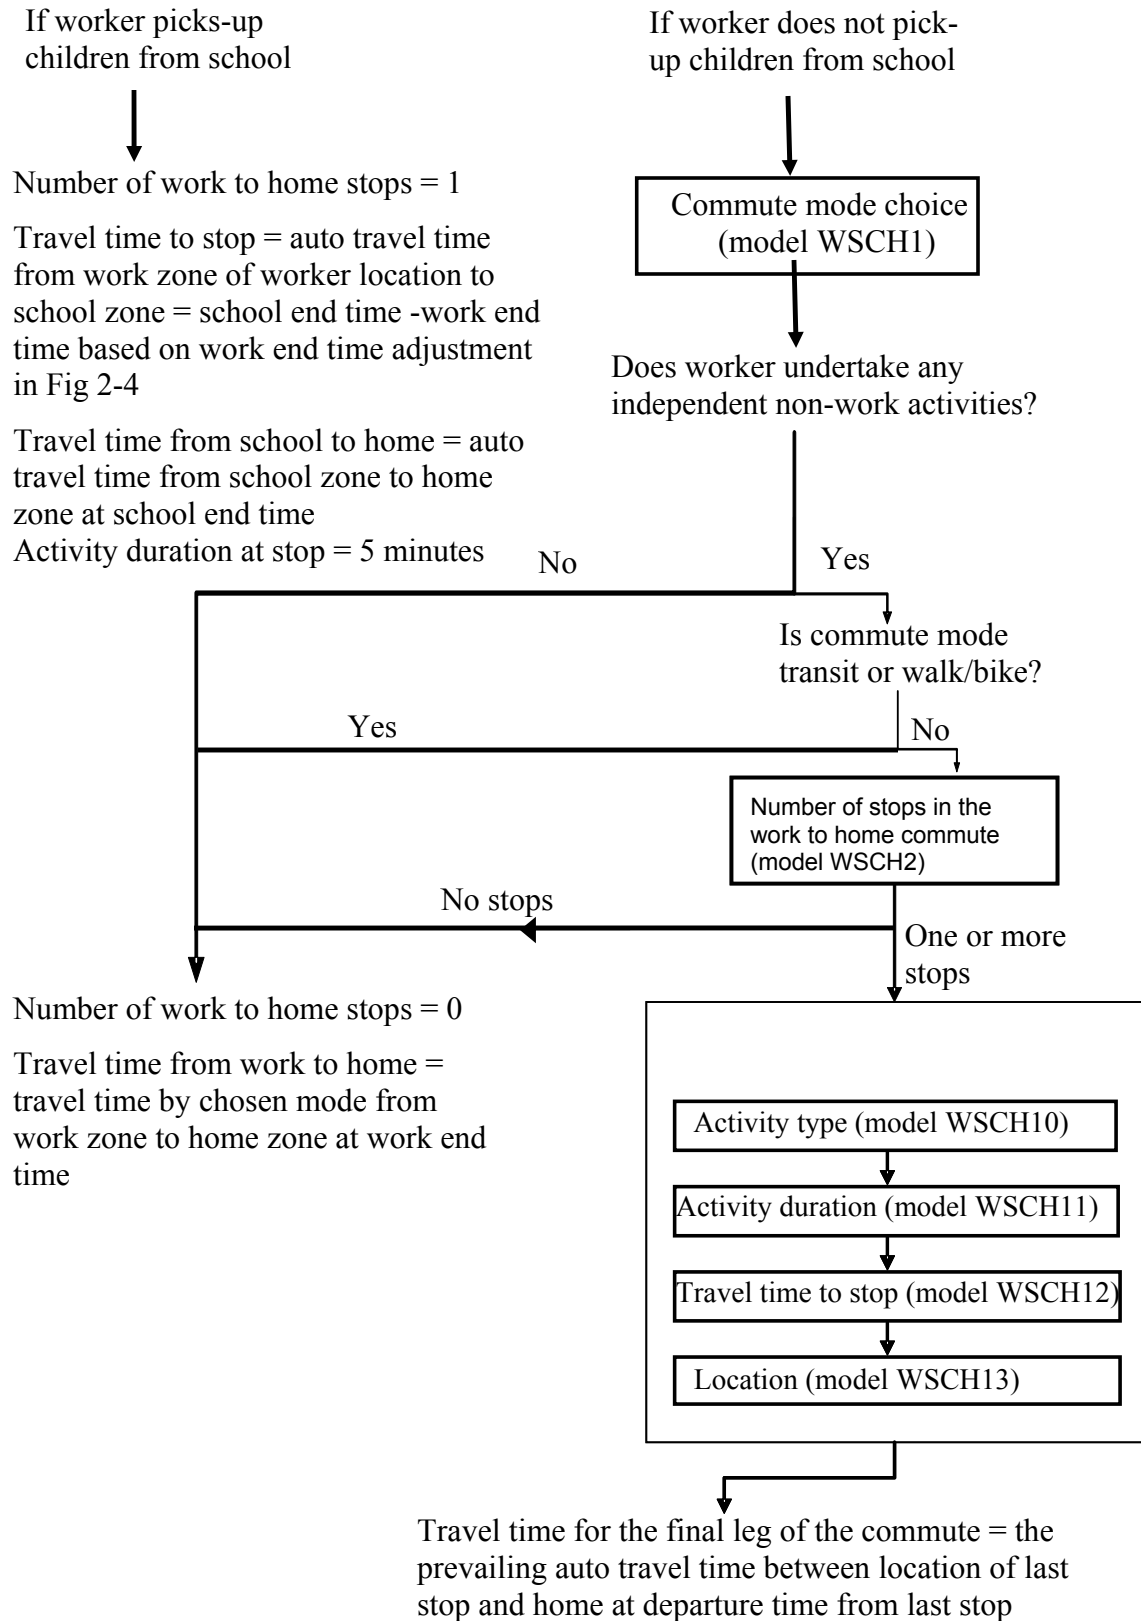 If worker picks-up
children from school
Number of work to home stops = 1
Travel time to stop = auto travel time
from work zone of worker location to
school zone = school end time -work end
time based on work end time adjustment
in Fig 2-4
Travel time from school to home = auto
travel time from school zone to home
zone at school end time
Activity duration at stop = 5 minutes
If worker does not pick-
up children from school
Commute mode choice
(model WSCH1)
Does worker undertake any
independent non-work activities?
No
Yes
Is commute mode
transit or walk/bike?
Yes
No
Number of stops in the
work to home commute
(model WSCH2)
No stops
One or more
stops
Number of work to home stops = 0
Travel time from work to home =
travel time by chosen mode from
work zone to home zone at work end
time
Activity type (model WSCH10)
Activity duration (model WSCH11)
Travel time to stop (model WSCH12)
Location (model WSCH13)
Travel time for the final leg of the commute = the
prevailing auto travel time between location of last
stop and home at departure time from last stop